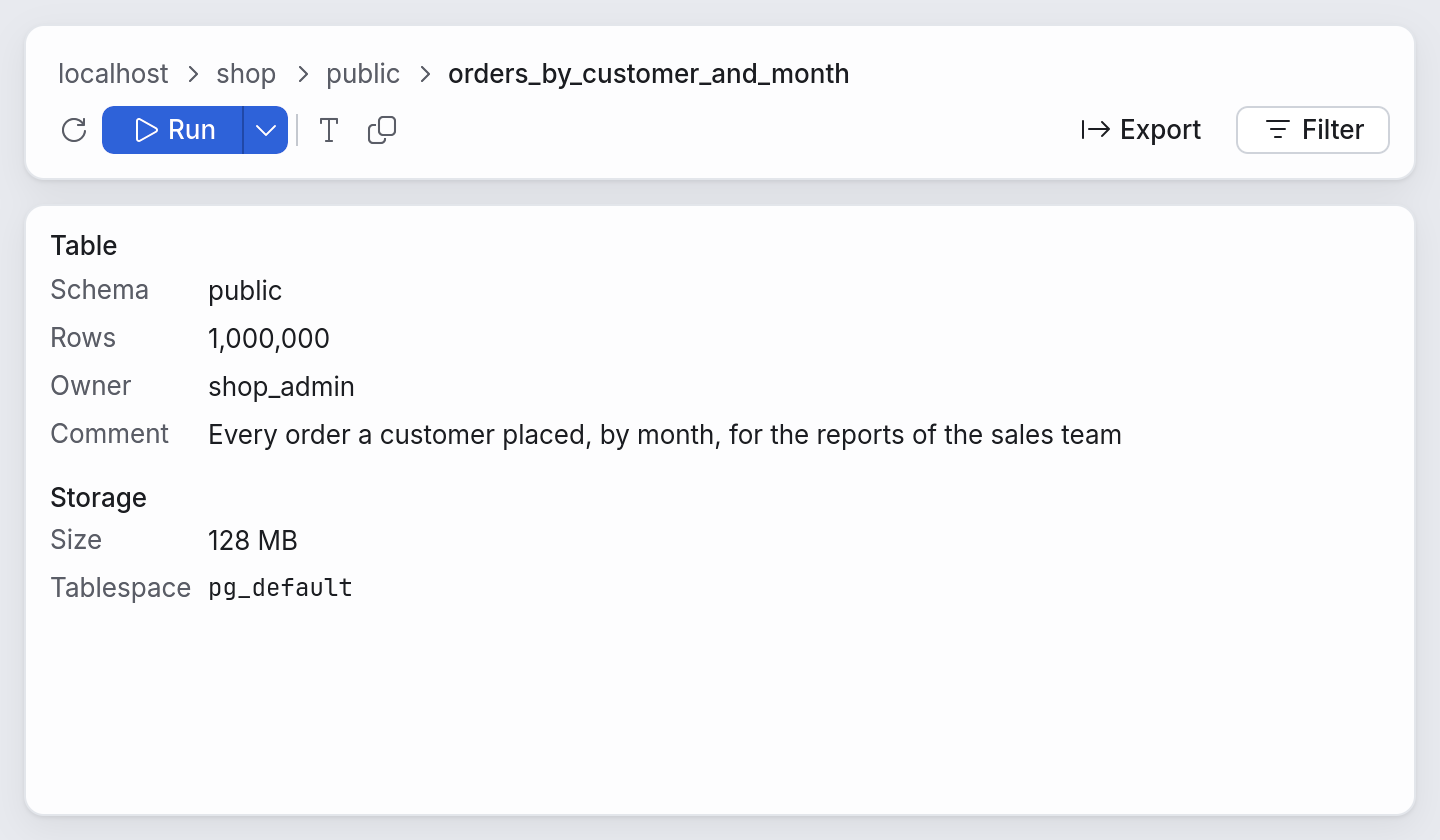 localhost > shop > public > orders_by_customer_and_month
Run Export Filter
Table
Schema public
Rows 1,000,000
Owner shop_admin
Comment Every order a customer placed, by month, for the reports of the sales team
Storage
Size 128 MB
Tablespace pg_default